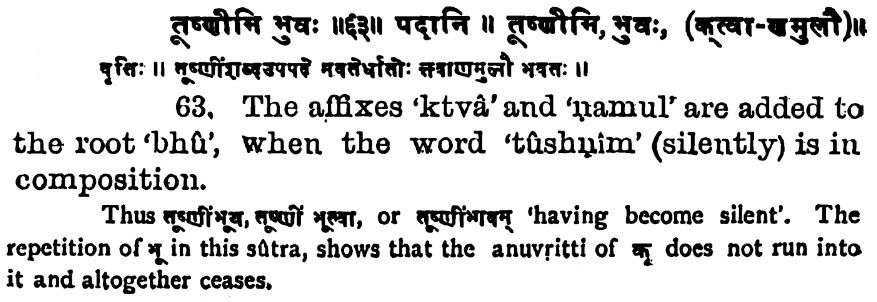 तूष्णीमि भुवः ॥६३॥ पदानि ॥ तूष्णीमि, भुवः, (क्त्वा-णमुलौ)॥
वृत्तिः ॥ तूष्णींशब्दउपपदे भवतेर्धातोः क्त्वाणमुलौ भवतः ॥
63. The affixes 'ktvâ' and 'ṇamul' are added to
the root 'bhû', when the word 'tûshṇîm' (silently) is in
composition.
Thus तूष्णींभूय, तूष्णीं भूत्वा, or तूष्णींभावम् 'having become silent'. The
repetition of भू in this sûtra, shows that the anuvṛitti of कृ does not run into
it and altogether ceases.